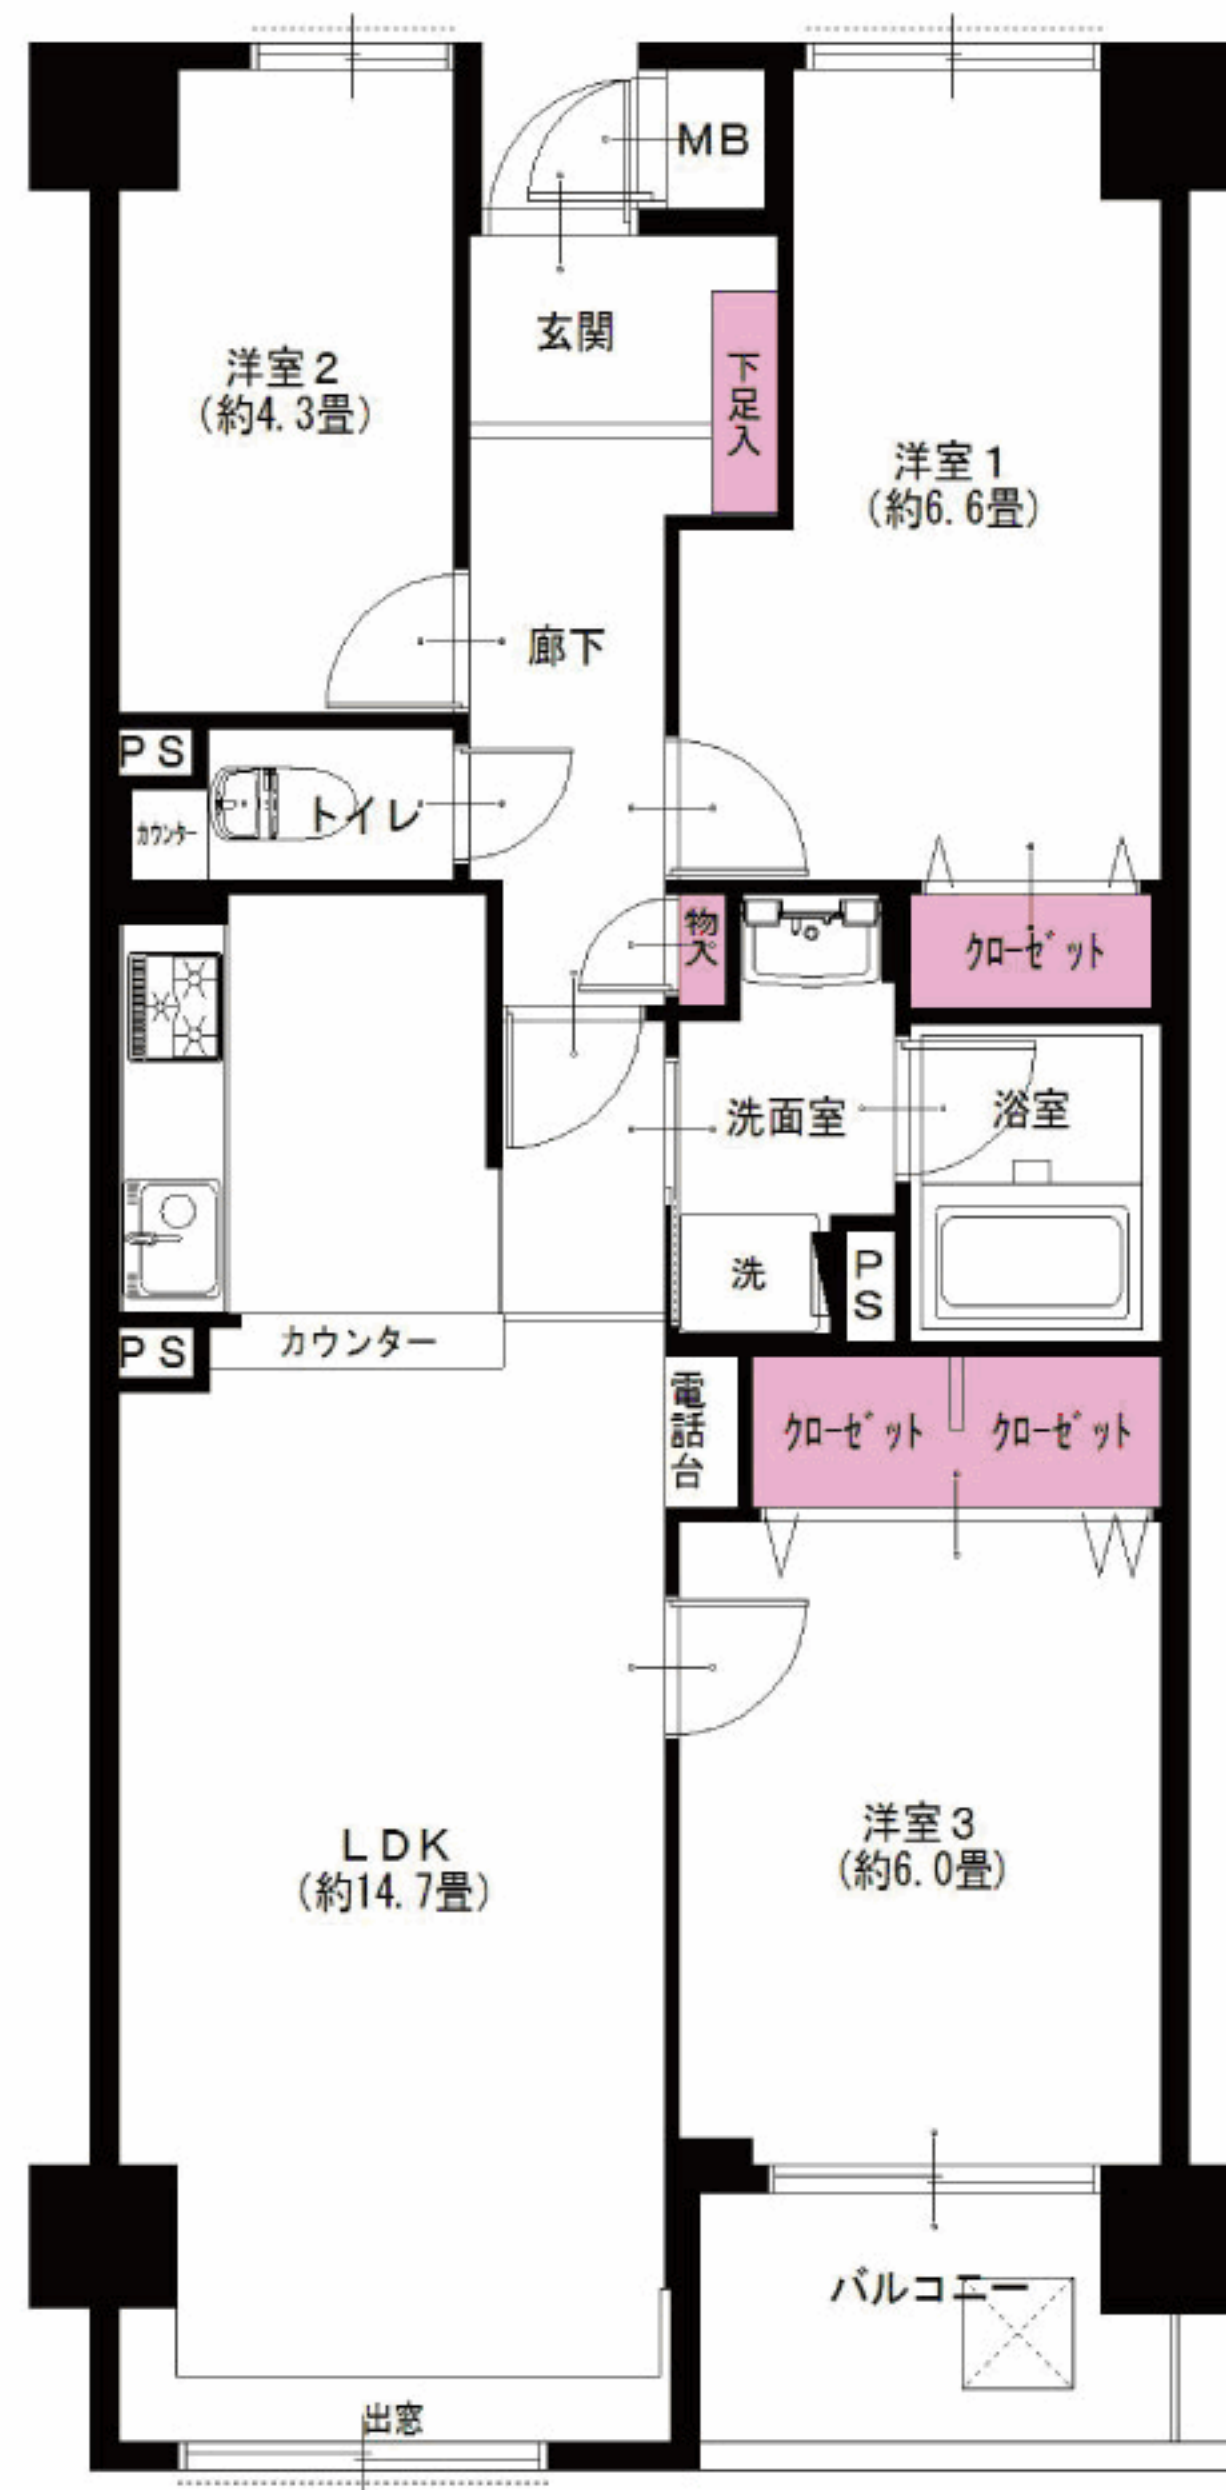 MB
玄関
下足入
洋室2
(約4.3畳)
洋室1
(約6.6畳)
廊下
PS
トイレ
カウンター
物入
クローゼット
洗面室
浴室
洗
PS
PS
カウンター
電話台
クローゼット
クローゼット
LDK
(約14.7畳)
洋室3
(約6.0畳)
バルコニー
出窓